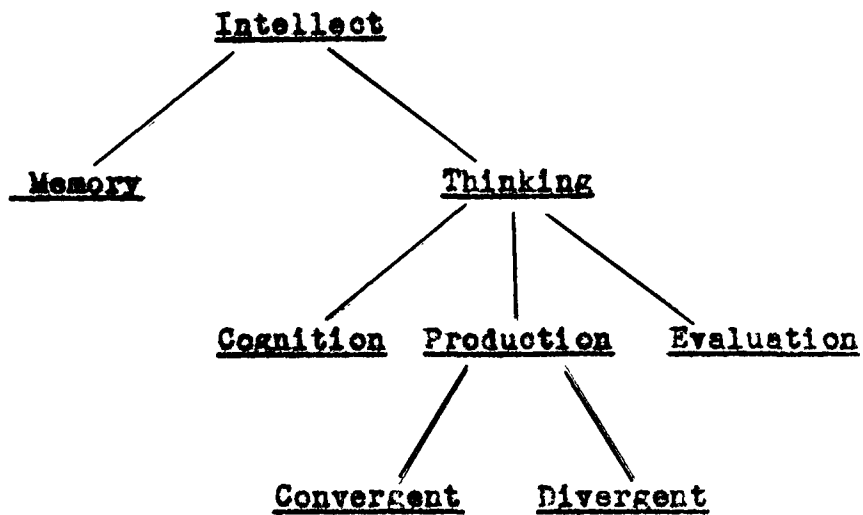 Intellect
Memory Thinking
Cognition Production Evaluation
Convergent Divergent